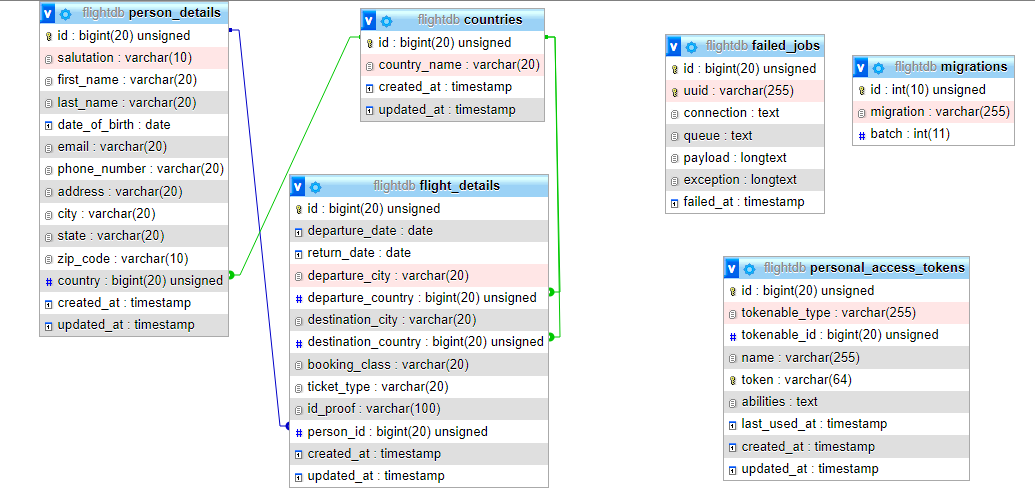 flightdb person_details
id : bigint(20) unsigned
salutation : varchar(10)
first_name : varchar(20)
last_name : varchar(20)
date_of_birth : date
email : varchar(20)
phone_number : varchar(20)
address : varchar(20)
city : varchar(20)
state : varchar(20)
zip_code : varchar(10)
# country : bigint(20) unsigned
created_at : timestamp
updated_at : timestamp
flightdb countries
id : bigint(20) unsigned
country_name : varchar(20)
created_at : timestamp
updated_at : timestamp
flightdb flight_details
id : bigint(20) unsigned
departure_date : date
return_date : date
departure_city : varchar(20)
# departure_country : bigint(20) unsigned
destination_city : varchar(20)
# destination_country : bigint(20) unsigned
booking_class : varchar(20)
ticket_type : varchar(20)
id_proof : varchar(100)
# person_id : bigint(20) unsigned
created_at : timestamp
updated_at : timestamp
flightdb failed_jobs
id : bigint(20) unsigned
uuid : varchar(255)
connection : text
queue : text
payload : longtext
exception : longtext
failed_at : timestamp
flightdb migrations
id : int(10) unsigned
migration : varchar(255)
# batch : int(11)
flightdb personal_access_tokens
id : bigint(20) unsigned
tokenable_type : varchar(255)
# tokenable_id : bigint(20) unsigned
name : varchar(255)
token : varchar(64)
abilities : text
last_used_at : timestamp
created_at : timestamp
updated_at : timestamp